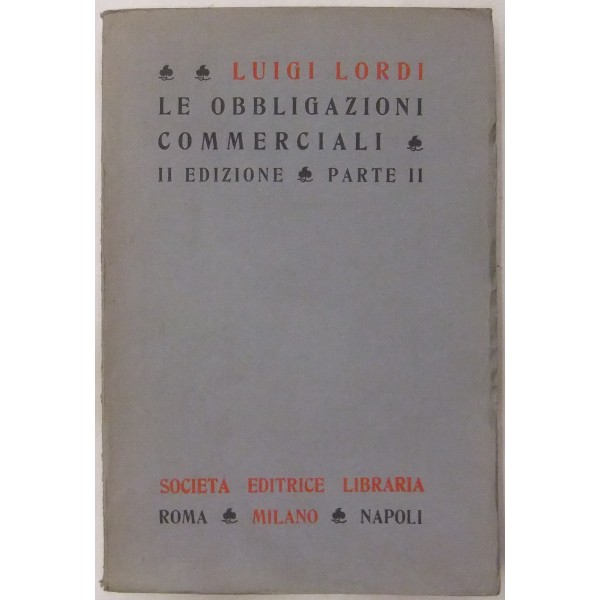 LUIGI LORDI
LE OBBLIGAZIONI
COMMERCIALI
II EDIZIONE PARTE II
SOCIETA EDITRICE LIBRARIA
ROMA MILANO NAPOLI